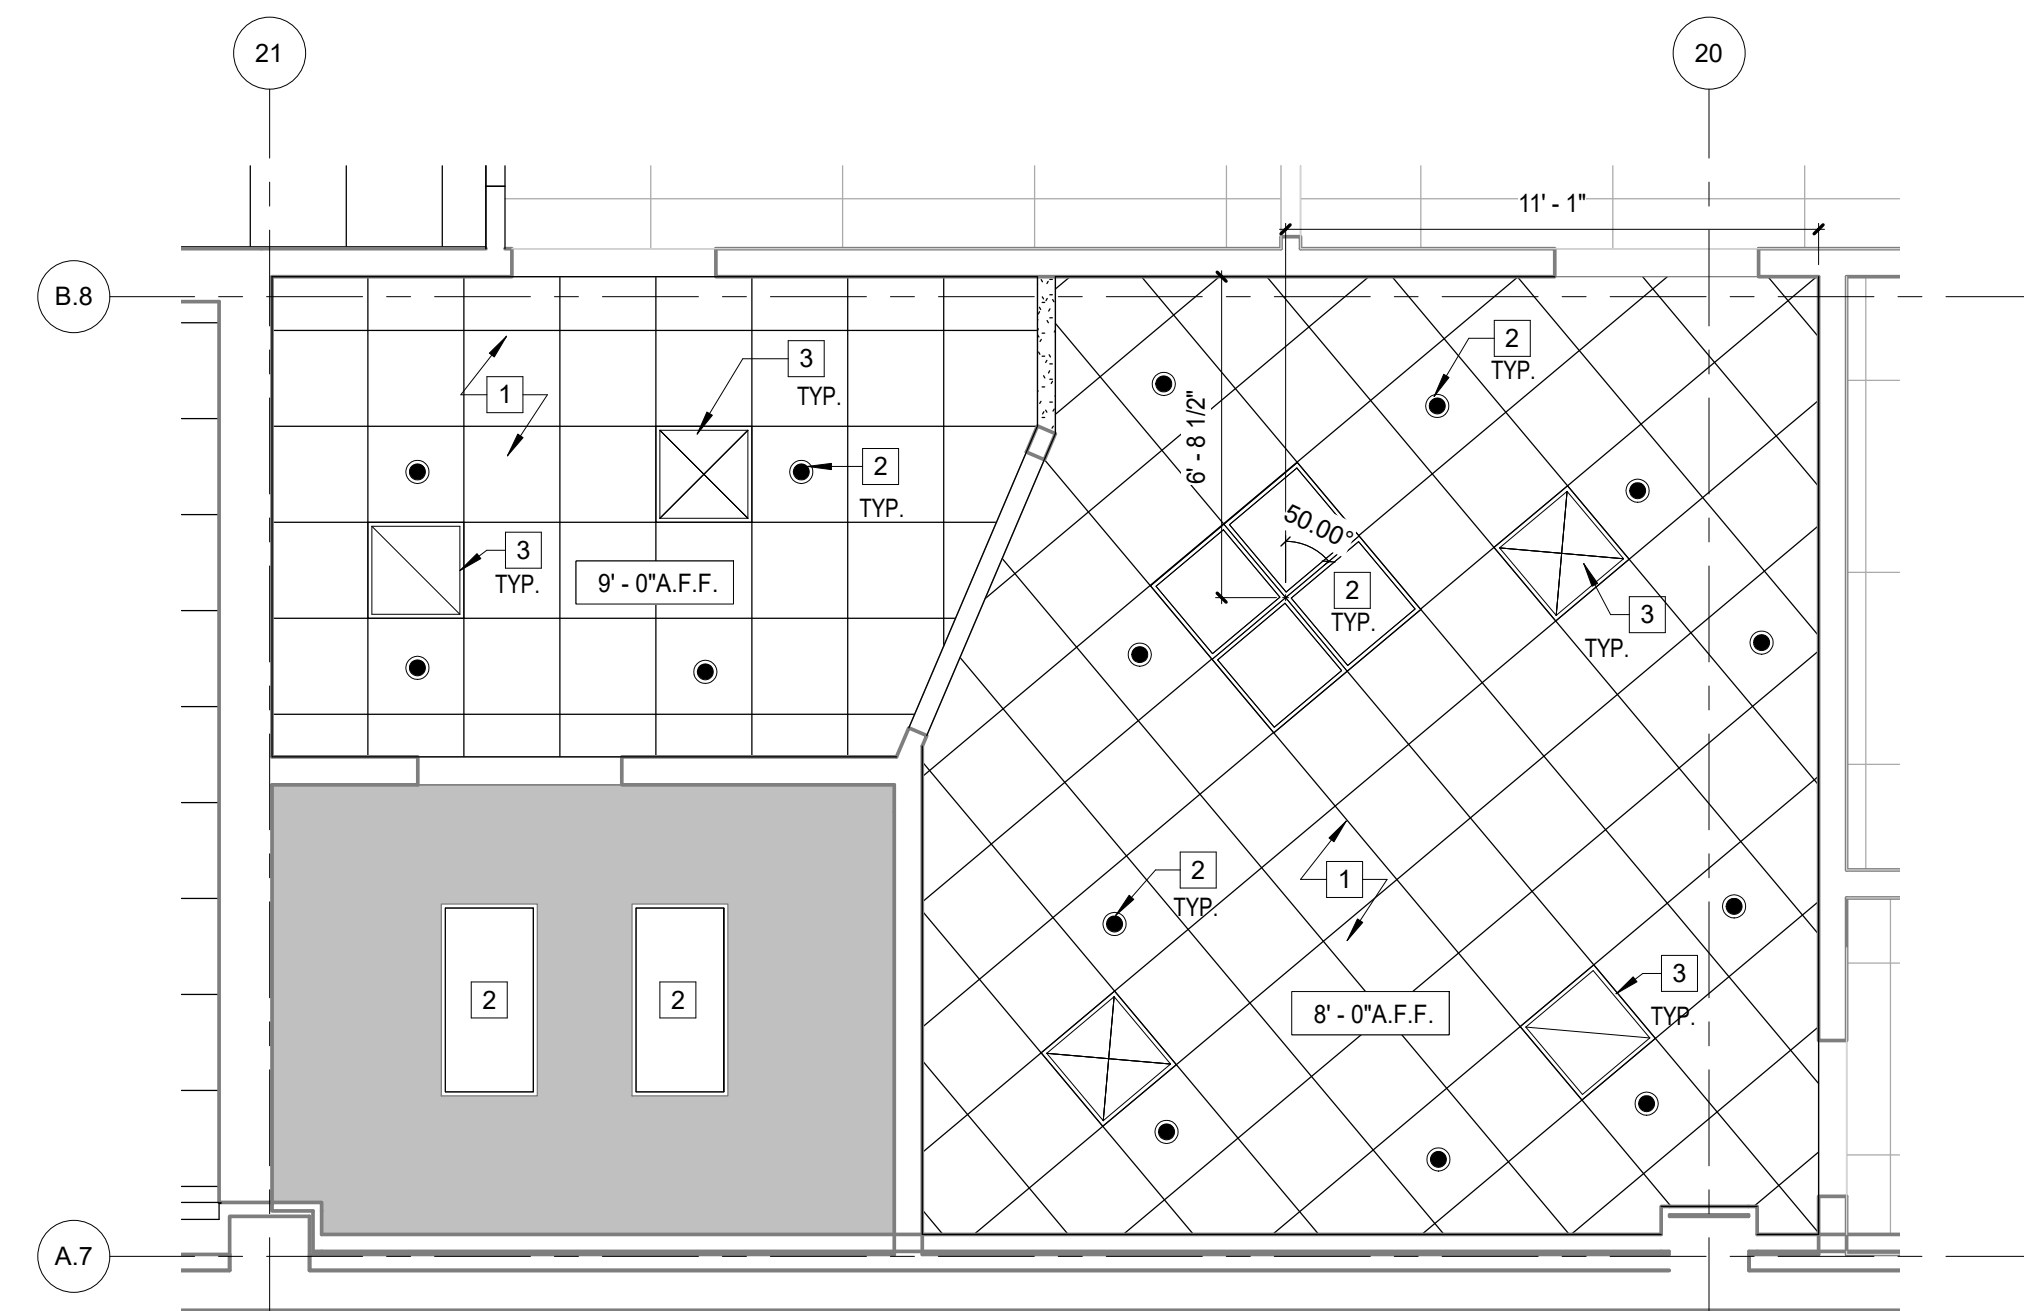 21
20
11' - 1"
B.8
2
TYP.
3
TYP.
1
6' - 8 1/2"
2
TYP.
50.00°
3
TYP.
9' - 0"A.F.F.
2
TYP.
3
TYP.
2
TYP.
1
3
TYP.
2
2
8' - 0"A.F.F.
A.7